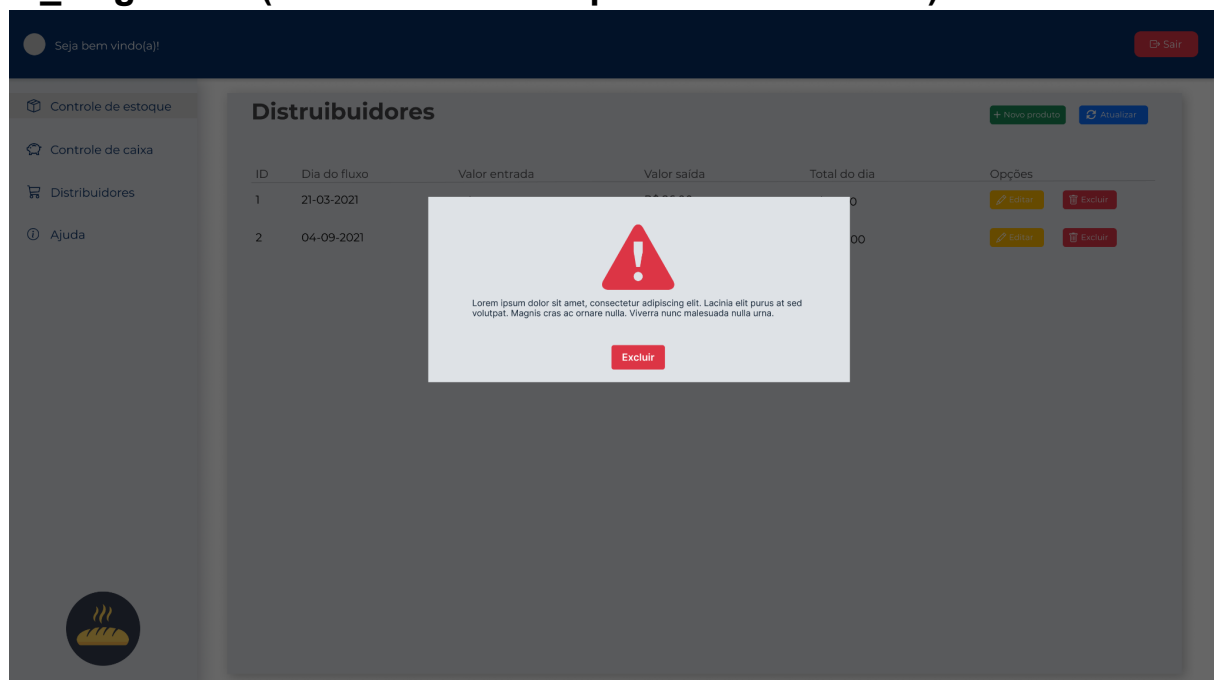 Seja bem vindo(a)!
Sair
Controle de estoque
Controle de caixa
Distribuidores
Ajuda
Distruibuidores
+ Novo produto
Atualizar
ID Dia do fluxo Valor entrada Valor saída Total do dia Opções
1 21-03-2021 Editar Excluir
2 04-09-2021 00 Editar Excluir
Lorem ipsum dolor sit amet, consectetur adipiscing elit. Lacinia elit purus at sed
volutpat. Magnis cras ac ornare nulla. Viverra nunc malesuada nulla urna.
Excluir